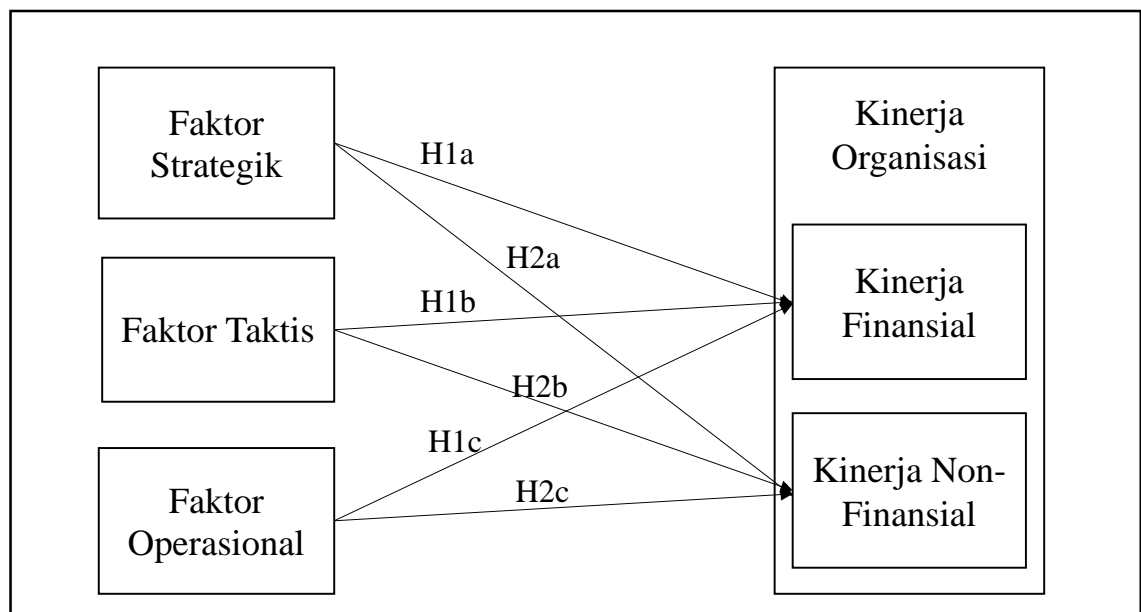 Faktor
Strategik
Faktor Taktis
Faktor
Operasional
H1a
H2a
H1b
H2b
H1c
H2c
Kinerja
Organisasi
Kinerja
Finansial
Kinerja Non-
Finansial